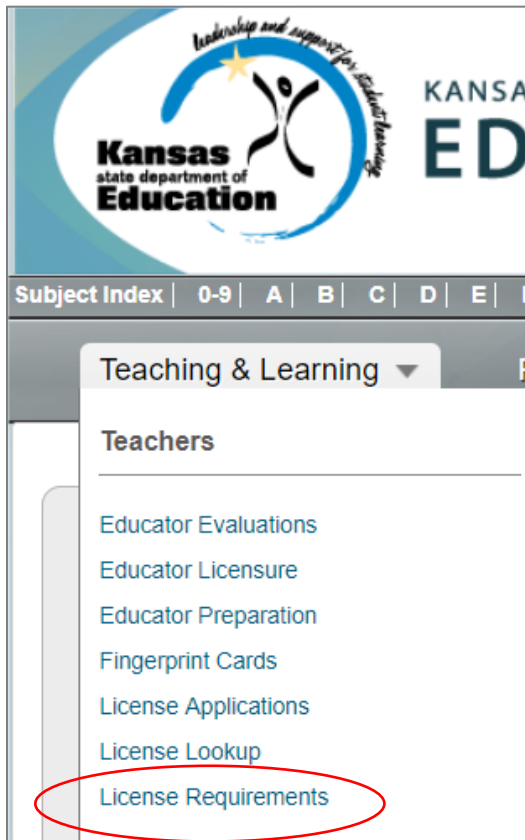 leadership and support for student learning
Kansas
state department of
Education
KANSA
ED
Subject Index | 0-9 | A | B | C | D | E |
Teaching & Learning
Teachers
Educator Evaluations
Educator Licensure
Educator Preparation
Fingerprint Cards
License Applications
License Lookup
License Requirements